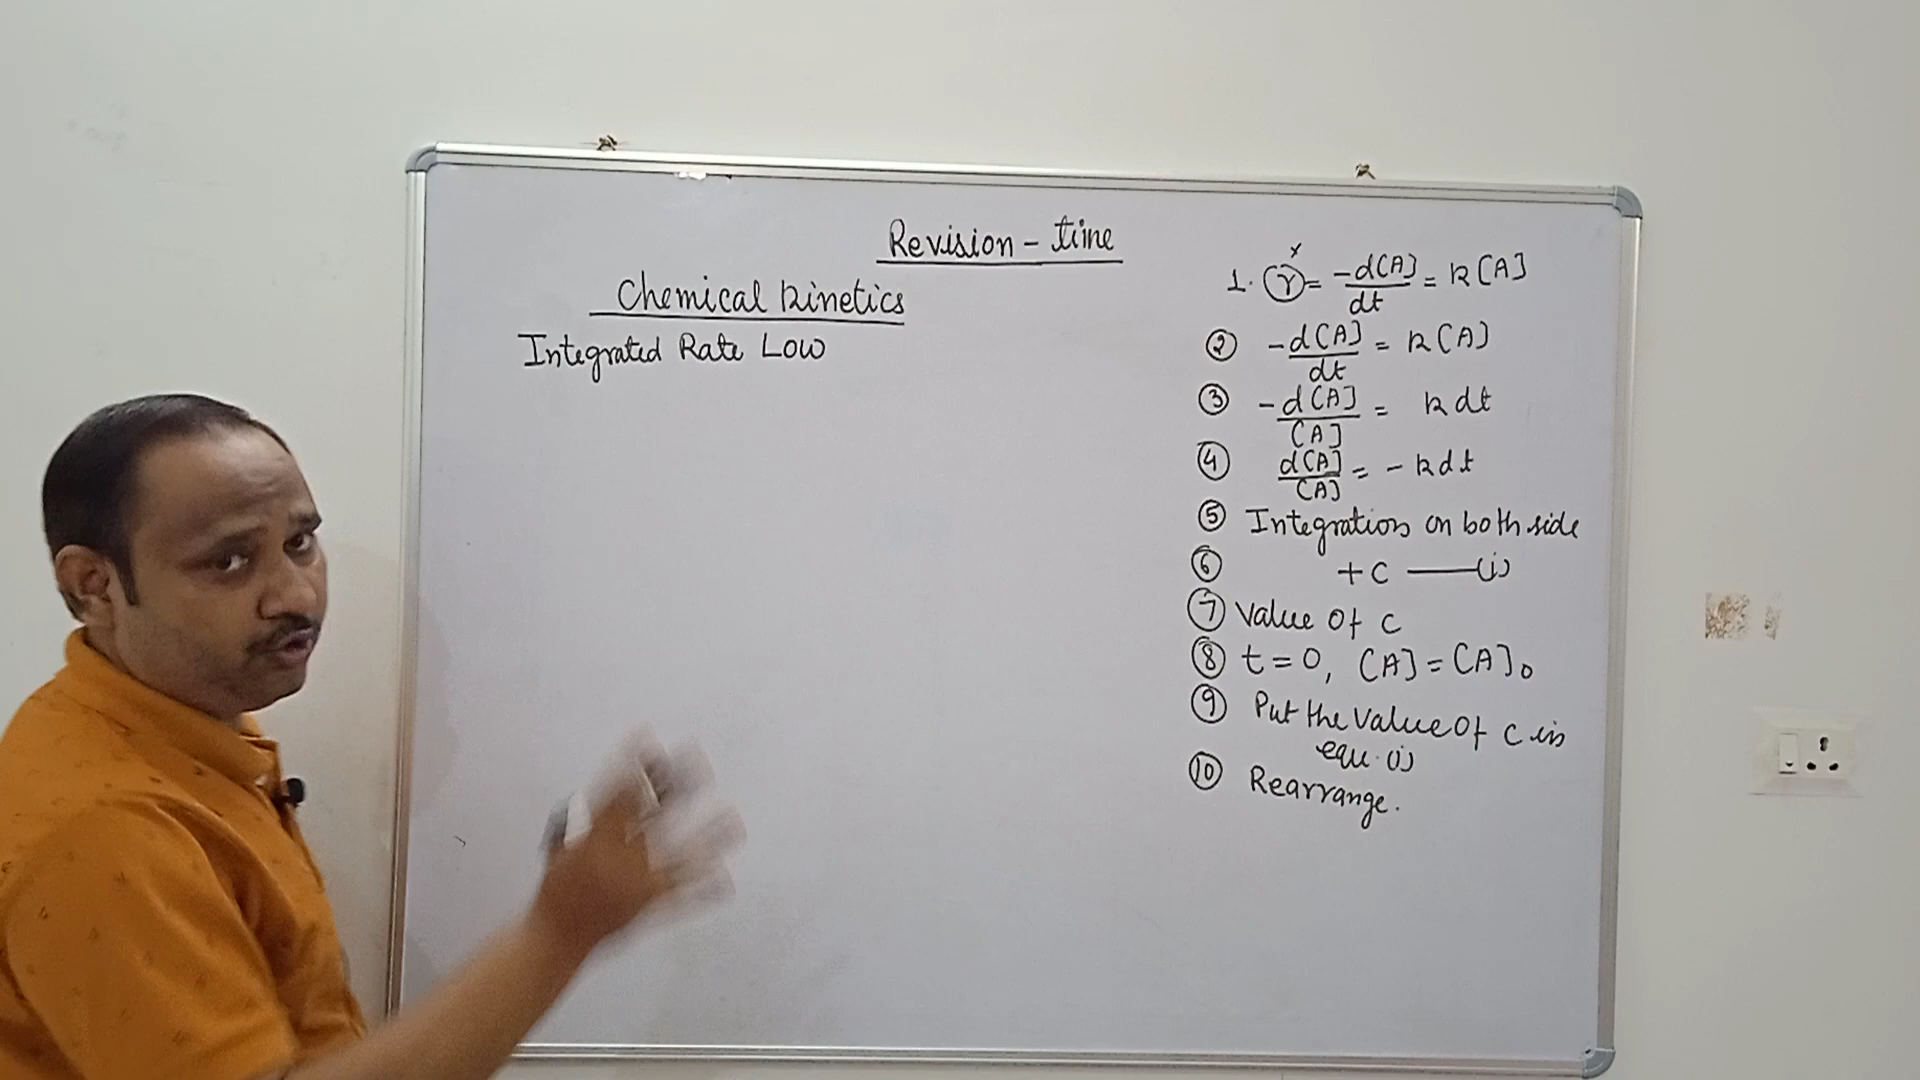 Revision - time
Chemical kinetics
Integrated Rate Low
1. r = -d[A]/dt = k[A]
② -d[A]/dt = k[A]
③ -d[A]/[A] = k dt
④ d[A]/[A] = - k dt
⑤ Integration on both side
⑥ +c —(i)
⑦ Value of c
⑧ t = 0, [A] = [A]₀
⑨ Put the value of c in
equ. (i)
⑩ Rearrange.